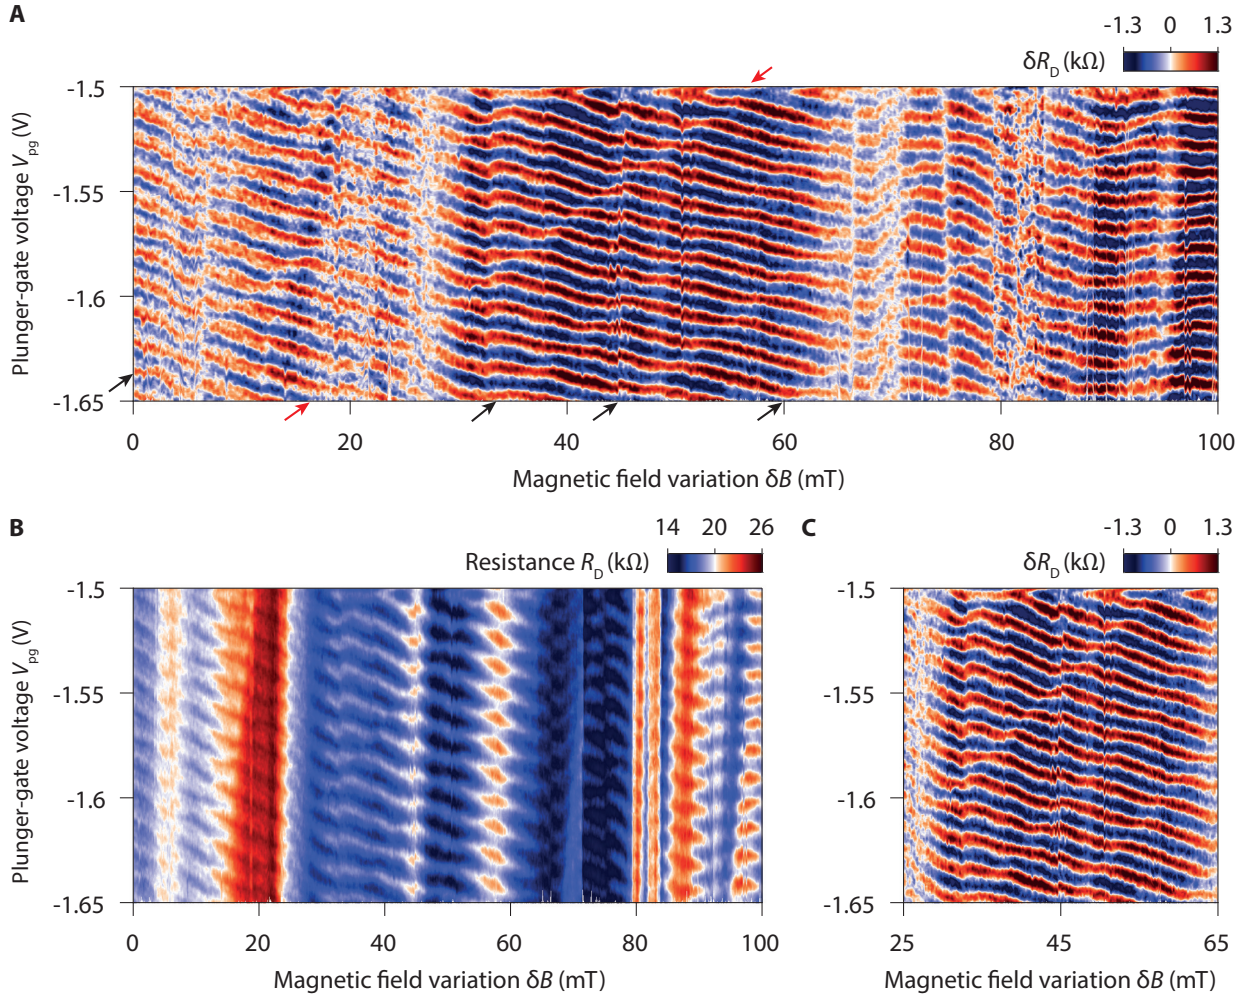 A
-1.3 0 1.3
δR_D (kΩ)
-1.5
-1.55
-1.6
-1.65
Plunger-gate voltage V_pg (V)
0 20 40 60 80 100
Magnetic field variation δB (mT)
B
14 20 26
Resistance R_D (kΩ)
-1.5
-1.55
-1.6
-1.65
Plunger-gate voltage V_pg (V)
0 20 40 60 80 100
Magnetic field variation δB (mT)
C
-1.3 0 1.3
δR_D (kΩ)
-1.5
-1.55
-1.6
-1.65
25 45 65
Magnetic field variation δB (mT)